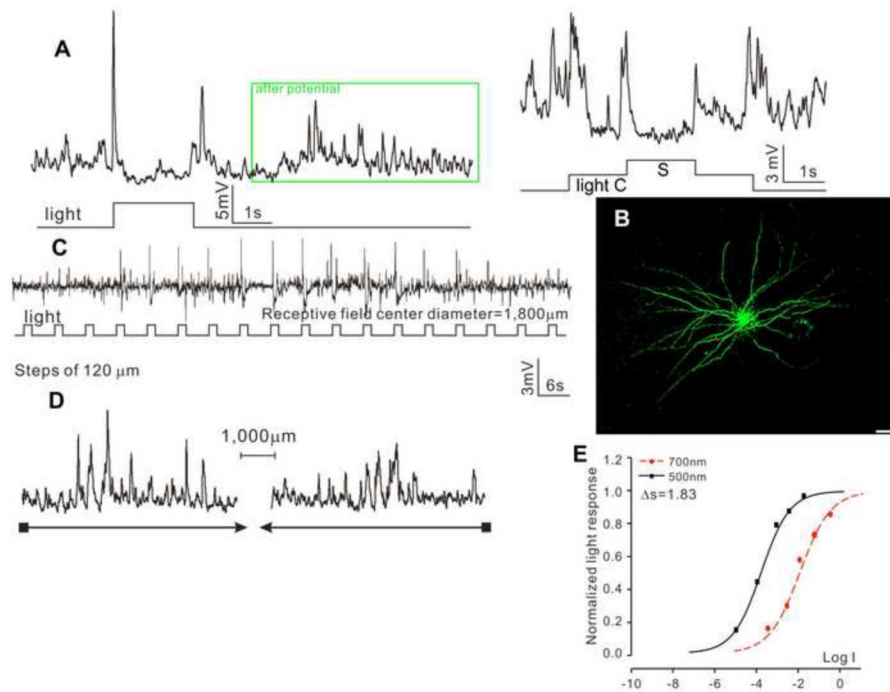 A
after potential
light
5mV
1s
light C
S
3 mV
1s
B
C
light
Receptive field center diameter=1,800μm
Steps of 120 μm
3mV
6s
D
1,000μm
E
700nm
500nm
Δs=1.83
Normalized light response
1.2
1.0
0.8
0.6
0.4
0.2
0.0
Log I
-10 -8 -6 -4 -2 0